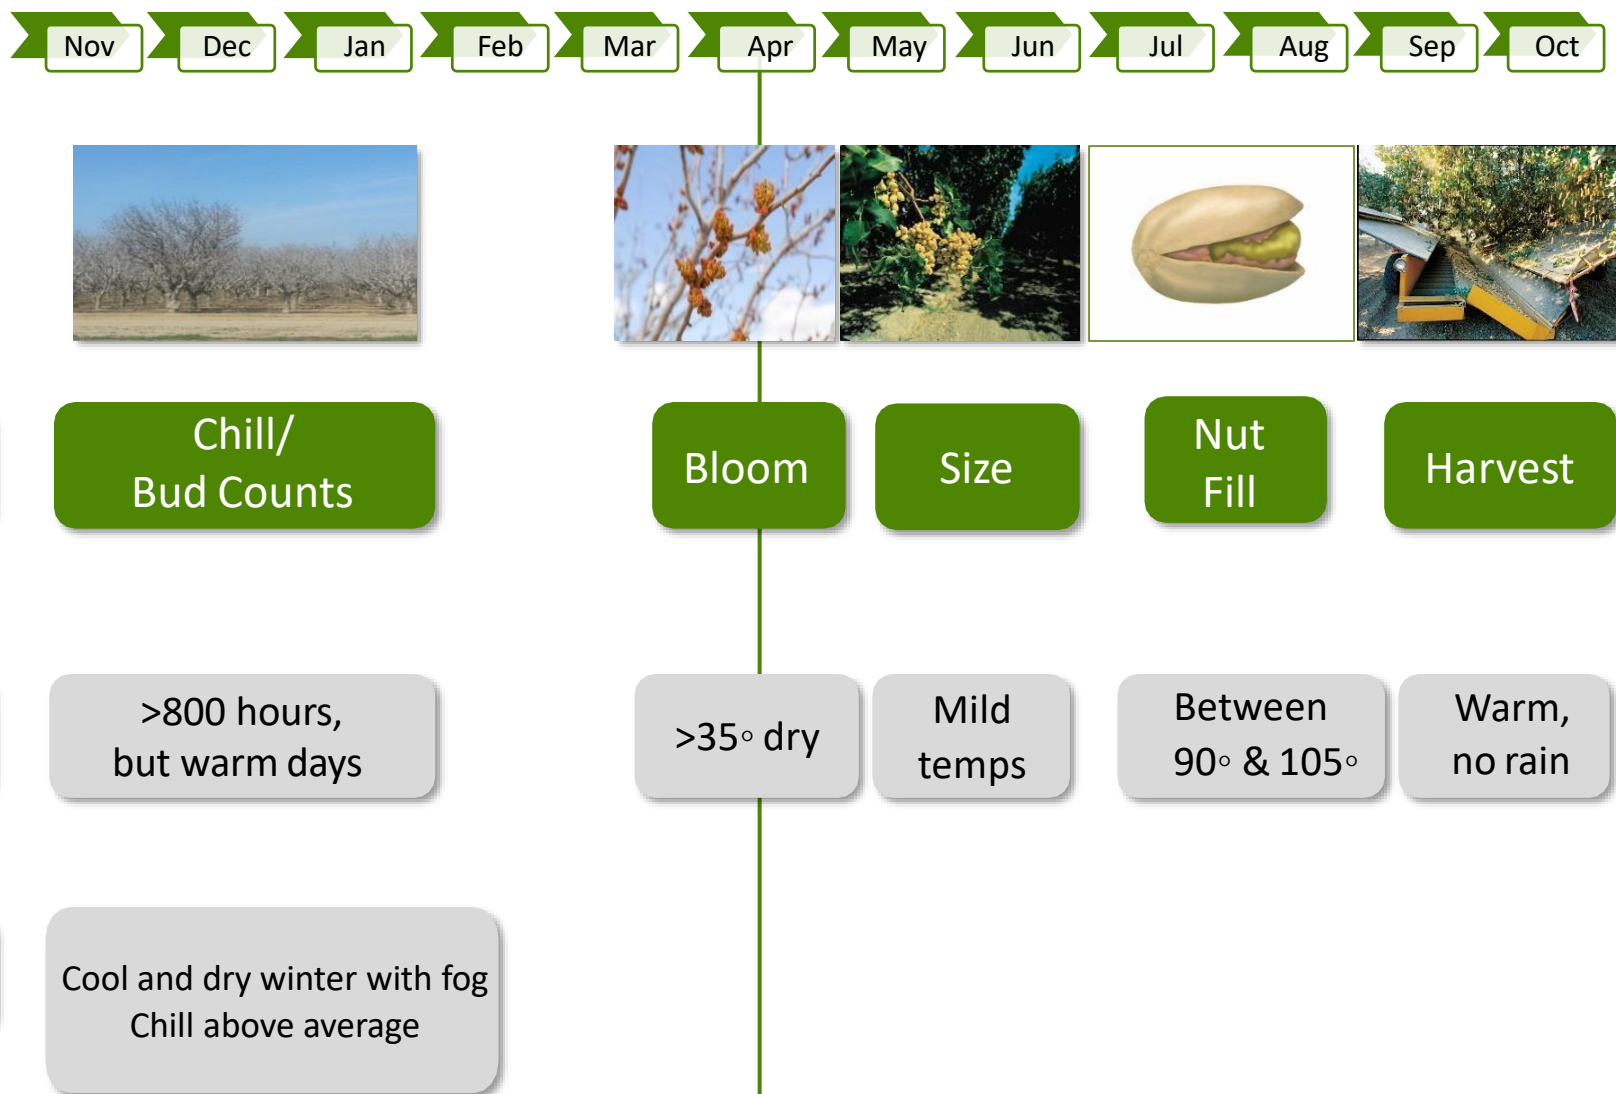 Nov Dec Jan Feb Mar Apr May Jun Jul Aug Sep Oct
Chill/
Bud Counts
Bloom
Size
Nut
Fill
Harvest
>800 hours,
but warm days
>35◦ dry
Mild
temps
Between
90◦ & 105◦
Warm,
no rain
Cool and dry winter with fog
Chill above average